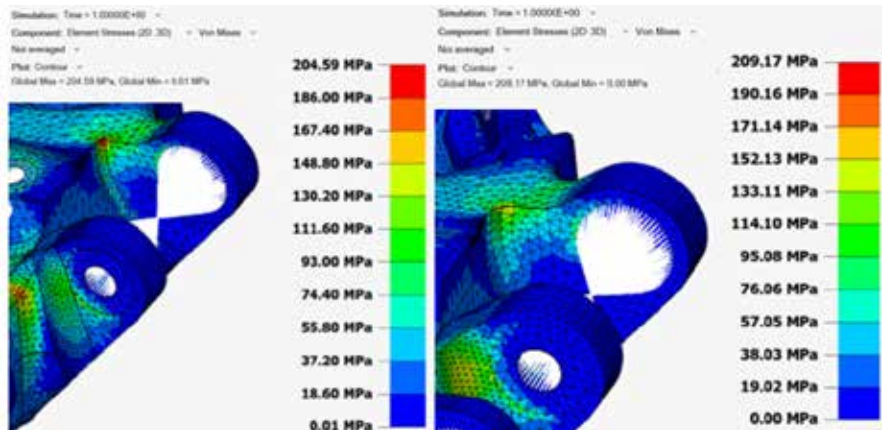 Simulation: Time = 1.00000E+00
Component: Element Stresses (2D 3D) Von Mises
Not averaged
Plot: Contour
Global Max = 204.59 MPa, Global Min = 0.01 MPa
204.59 MPa
186.00 MPa
167.40 MPa
148.80 MPa
130.20 MPa
111.60 MPa
93.00 MPa
74.40 MPa
55.80 MPa
37.20 MPa
18.60 MPa
0.01 MPa
Simulation: Time = 1.00000E+00
Component: Element Stresses (2D 3D) Von Mises
Not averaged
Plot: Contour
Global Max = 209.17 MPa, Global Min = 0.00 MPa
209.17 MPa
190.16 MPa
171.14 MPa
152.13 MPa
133.11 MPa
114.10 MPa
95.08 MPa
76.06 MPa
57.05 MPa
38.03 MPa
19.02 MPa
0.00 MPa